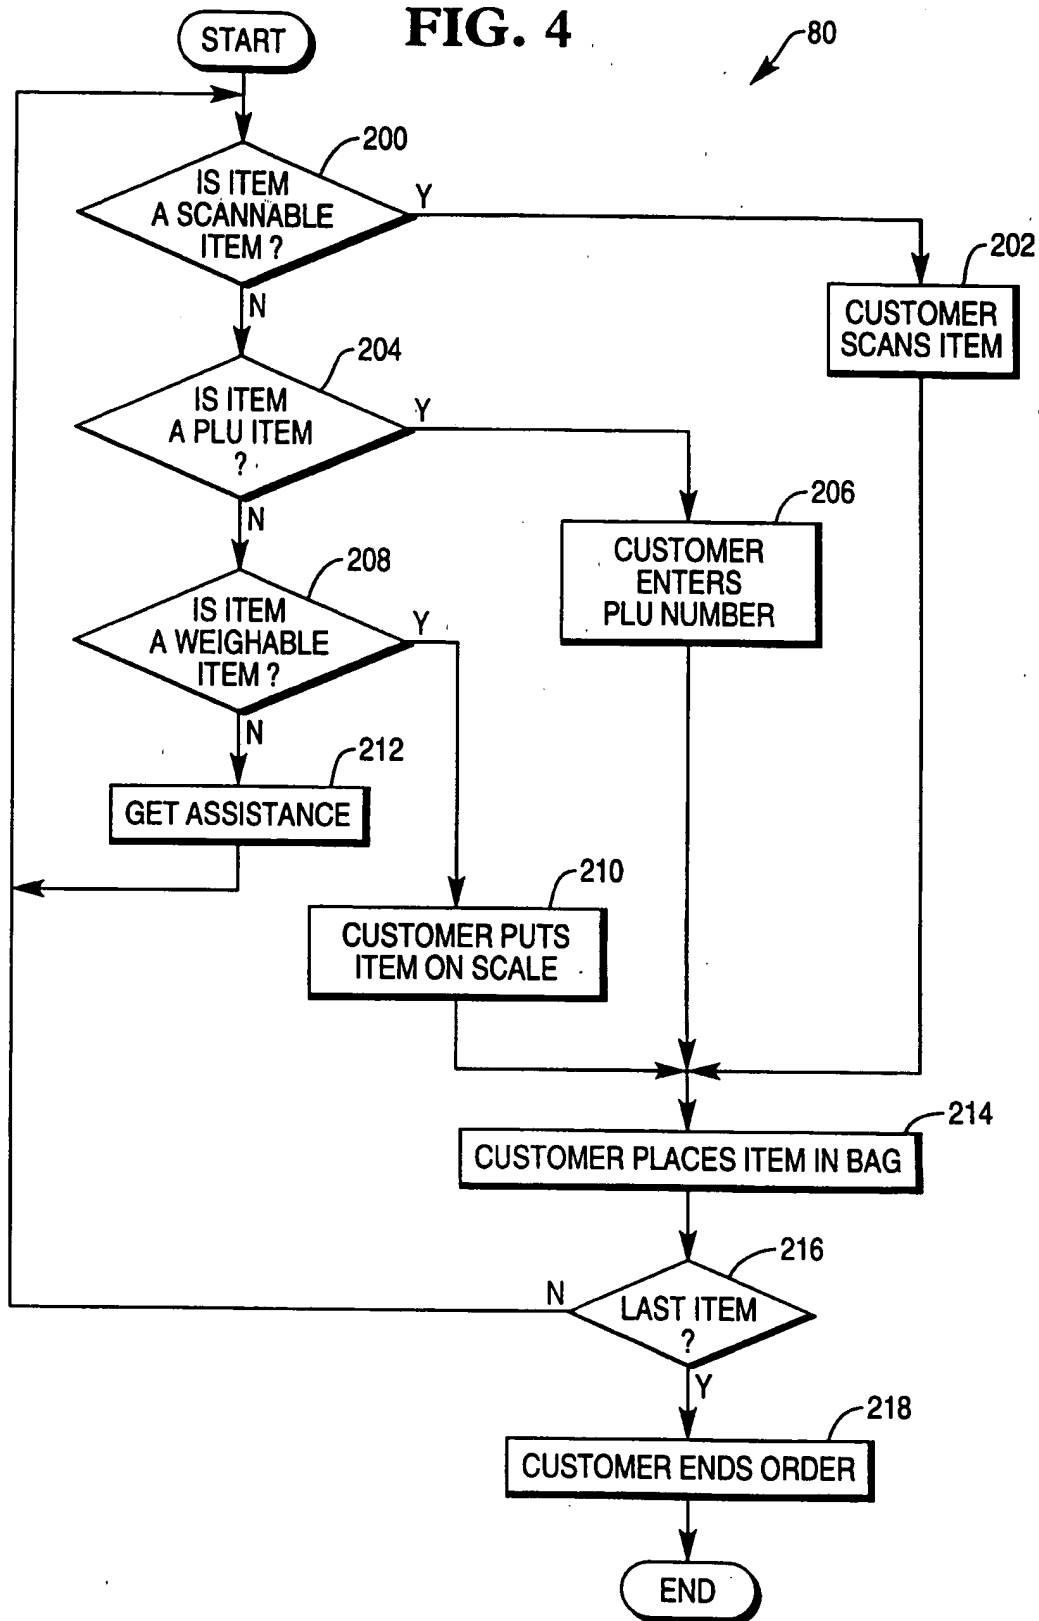 FIG. 4
80
START
200
IS ITEM
A SCANNABLE
ITEM ?
Y
N
202
CUSTOMER
SCANS ITEM
204
IS ITEM
A PLU ITEM
?
Y
N
206
CUSTOMER
ENTERS
PLU NUMBER
208
IS ITEM
A WEIGHABLE
ITEM ?
Y
N
212
GET ASSISTANCE
210
CUSTOMER PUTS
ITEM ON SCALE
214
CUSTOMER PLACES ITEM IN BAG
216
LAST ITEM
?
N
Y
218
CUSTOMER ENDS ORDER
END